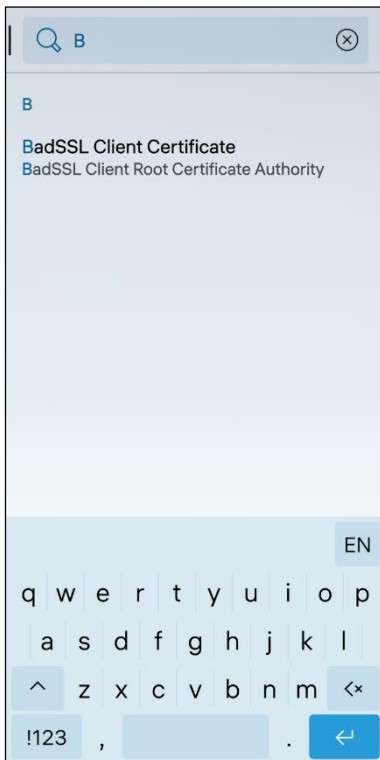 B
B
BadSSL Client Certificate
BadSSL Client Root Certificate Authority
EN
q w e r t y u i o p
a s d f g h j k l
z x c v b n m
!123 , .